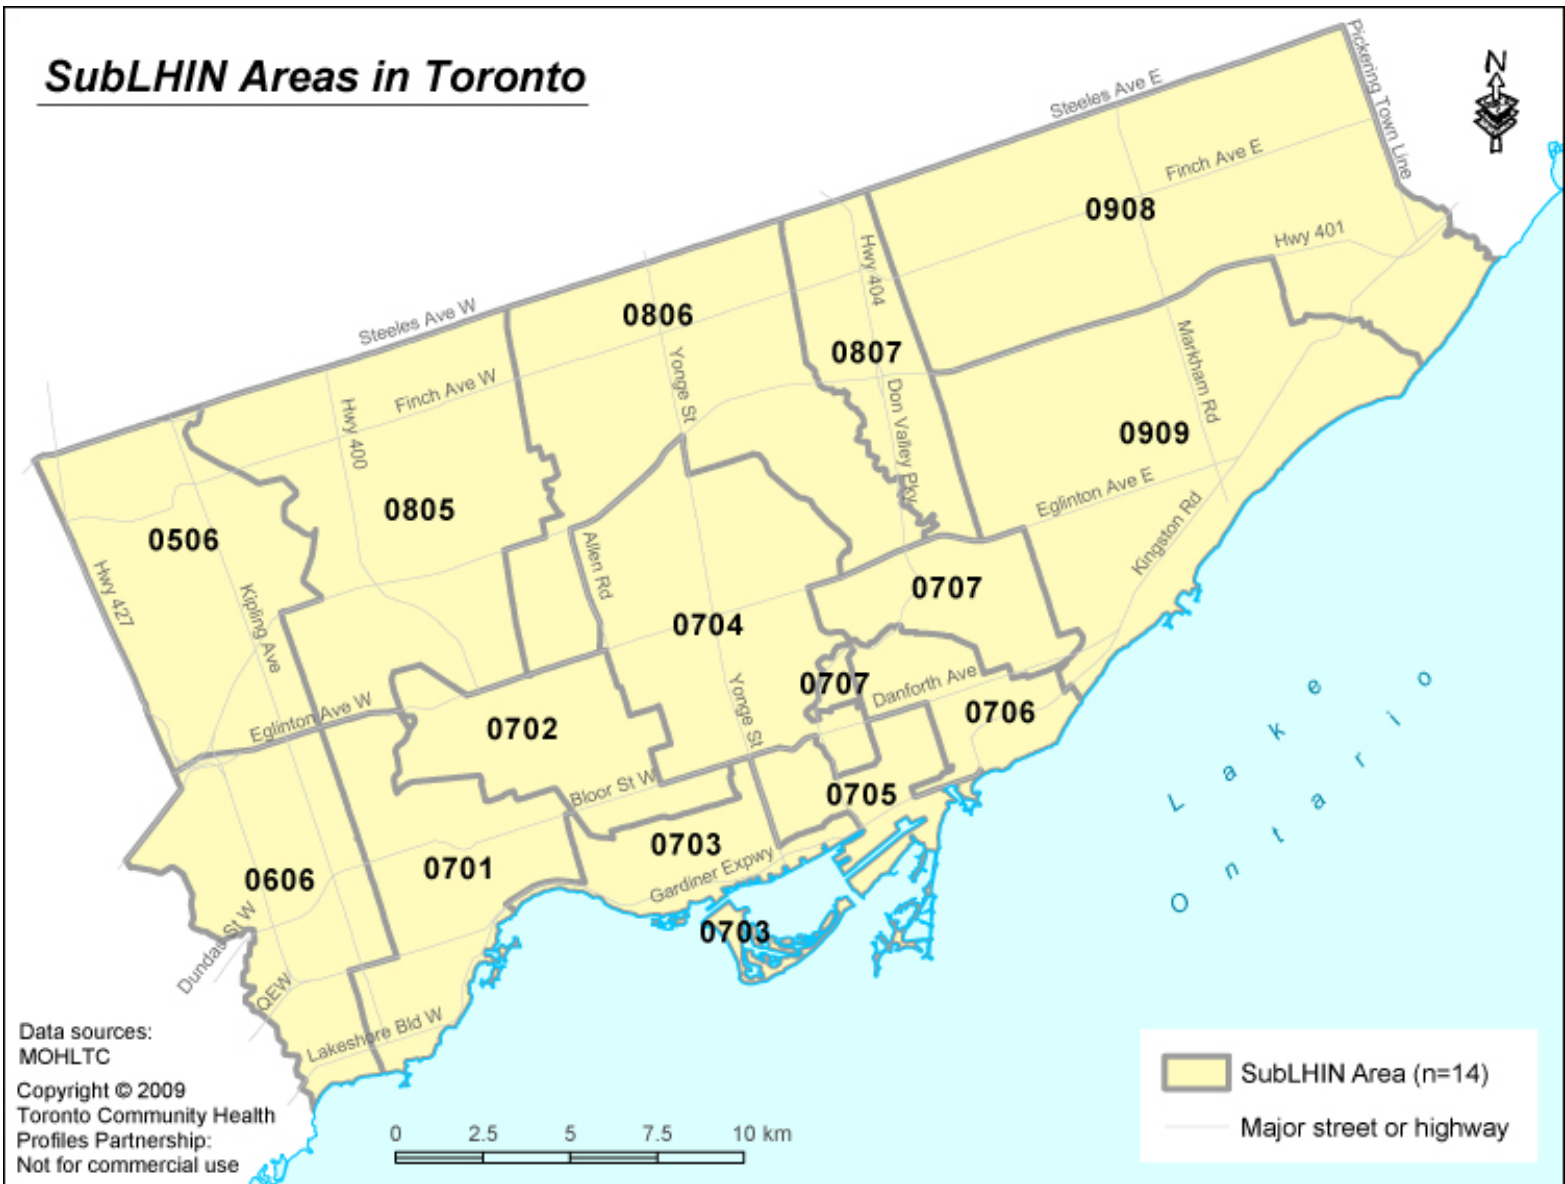 SubLHIN Areas in Toronto
N
Pickering Town Line
Steeles Ave E
Finch Ave E
0908
Hwy 401
Hwy 404
0806
Steeles Ave W
0807
Markham Rd
Yonge St
Finch Ave W
Don Valley Pky
Hwy 400
0909
Eglinton Ave E
0805
0506
Kingston Rd
Allen Rd
Hwy 427
Kipling Ave
0707
0704
0707
Danforth Ave
Yonge St
0706
Eglinton Ave W
0702
Bloor St W
0705
Lake
Ontario
0703
0701
0606
Gardiner Expwy
0703
Dundas St W
QEW
Lakeshore Bld W
Data sources:
MOHLTC
Copyright © 2009
Toronto Community Health
Profiles Partnership:
Not for commercial use
0 2.5 5 7.5 10 km
SubLHIN Area (n=14)
Major street or highway